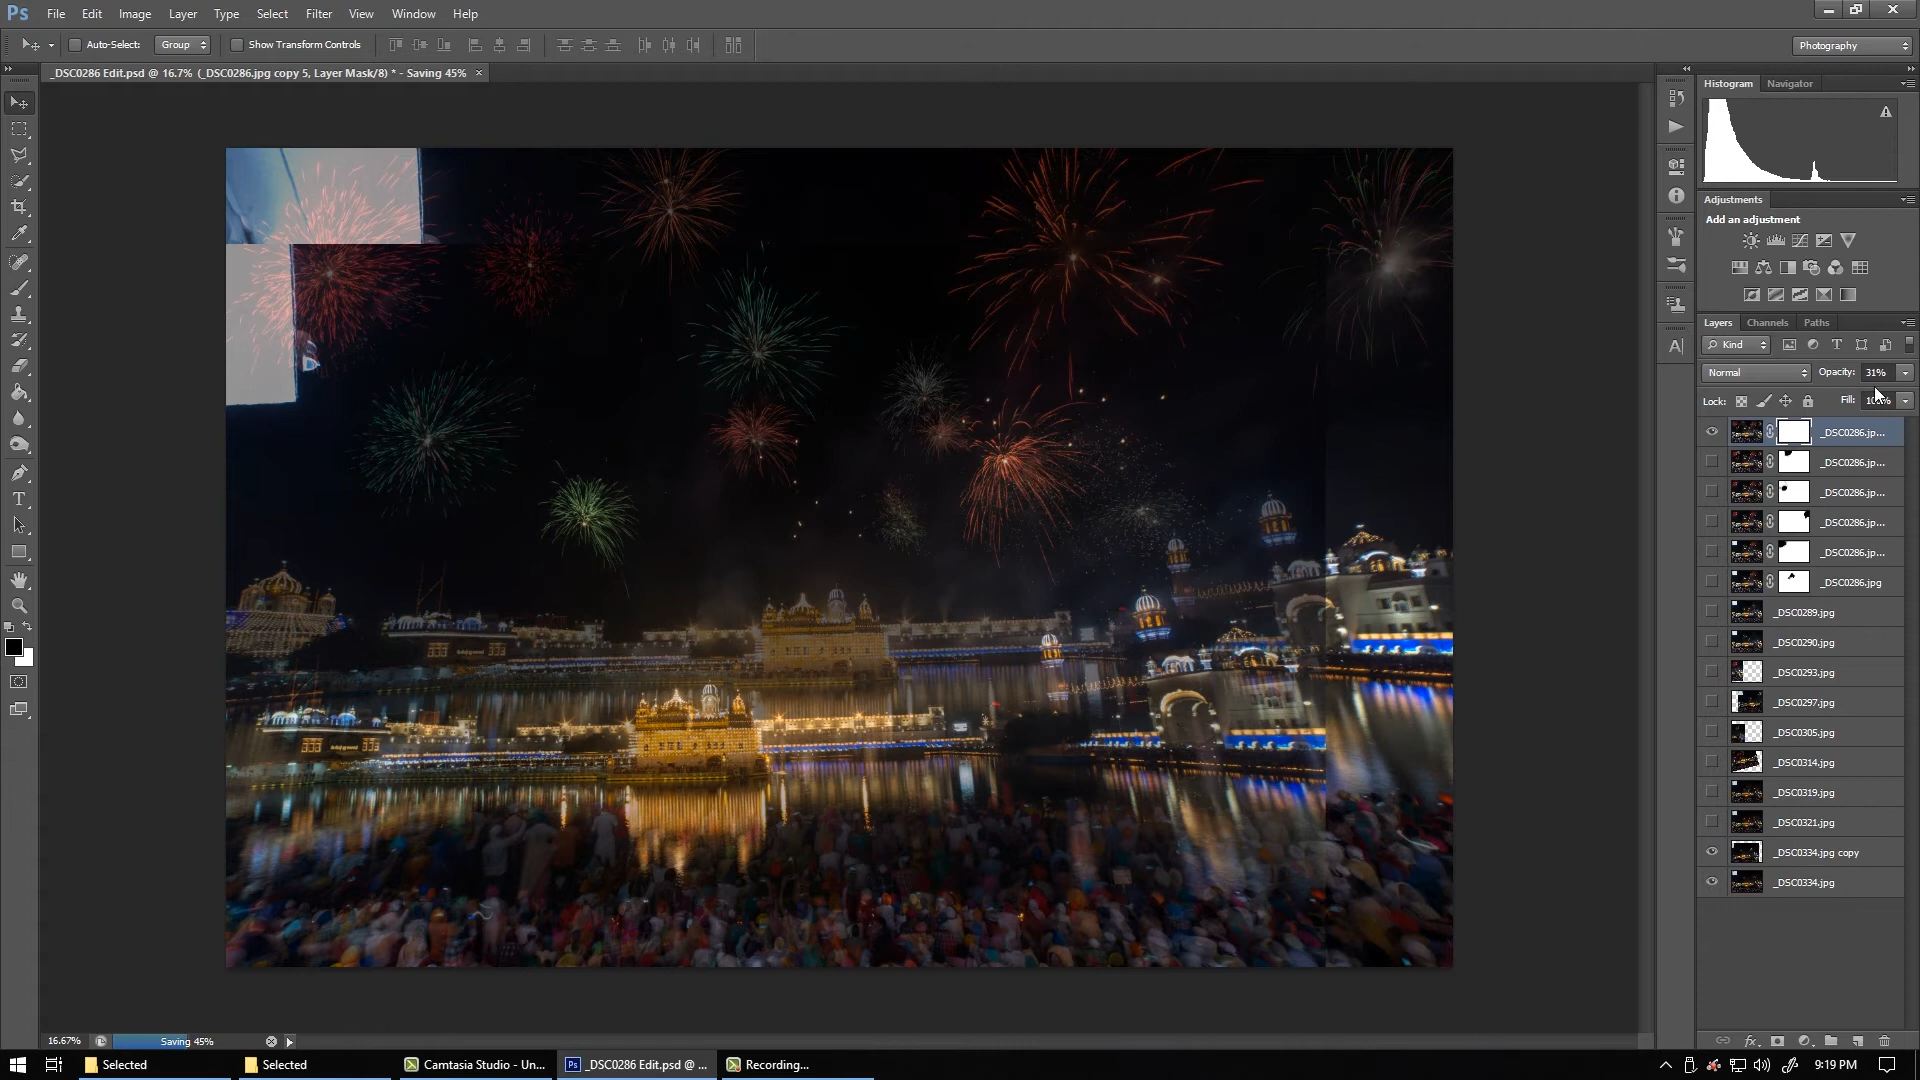 Ps File Edit Image Layer Type Select Filter View Window Help
Auto-Select: Group Show Transform Controls Photography
_DSC0286 Edit.psd @ 16.7% (_DSC0286.jpg copy 5, Layer Mask/8) * - Saving 45% ×
Histogram Navigator
Adjustments
Add an adjustment
Layers Channels Paths
Kind
Normal Opacity: 31%
Lock: Fill:
_DSC0286.jp...
_DSC0286.jp...
_DSC0286.jp...
_DSC0286.jp...
_DSC0286.jp...
_DSC0286.jpg
_DSC0289.jpg
_DSC0290.jpg
_DSC0293.jpg
_DSC0297.jpg
_DSC0305.jpg
_DSC0314.jpg
_DSC0319.jpg
_DSC0321.jpg
_DSC0334.jpg copy
_DSC0334.jpg
16.67% Saving 45%
Selected Selected Camtasia Studio - Un... Ps _DSC0286 Edit.psd @ ... Recording... 9:19 PM